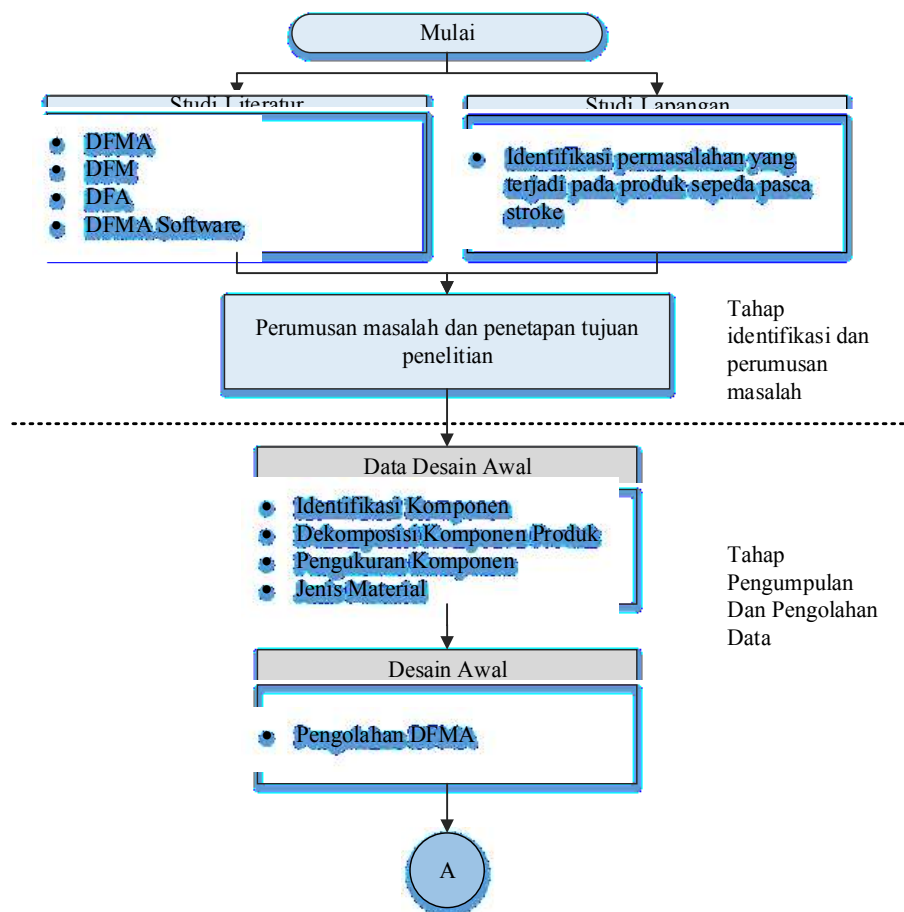 Mulai
Studi Literatur
DFMA
DFM
DFA
DFMA Software
Studi Lapangan
Identifikasi permasalahan yang
terjadi pada produk sepeda pasca
stroke
Perumusan masalah dan penetapan tujuan
penelitian
Tahap
identifikasi dan
perumusan
masalah
Data Desain Awal
Identifikasi Komponen
Dekomposisi Komponen Produk
Pengukuran Komponen
Jenis Material
Tahap
Pengumpulan
Dan Pengolahan
Data
Desain Awal
Pengolahan DFMA
A